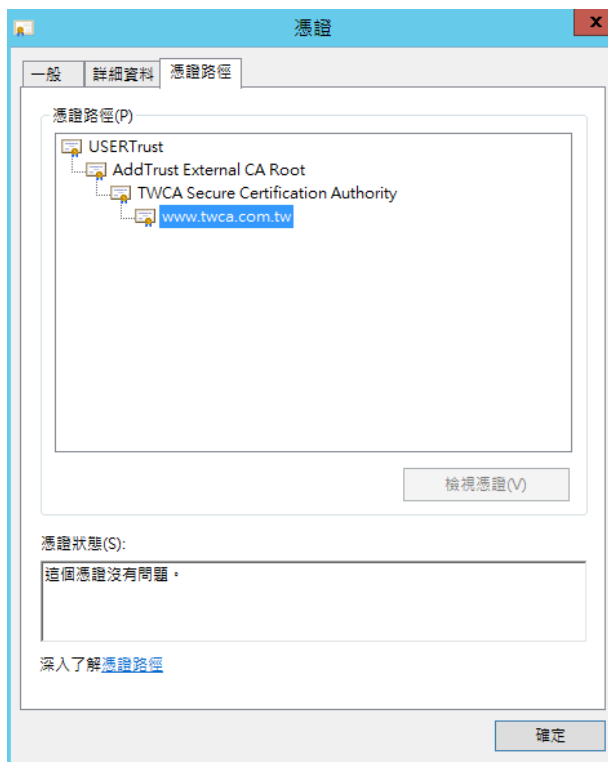 憑證
x
一般
詳細資料
憑證路徑
憑證路徑(P)
USERTrust
AddTrust External CA Root
TWCA Secure Certification Authority
www.twca.com.tw
檢視憑證(V)
憑證狀態(S):
這個憑證沒有問題。
深入了解憑證路徑
確定